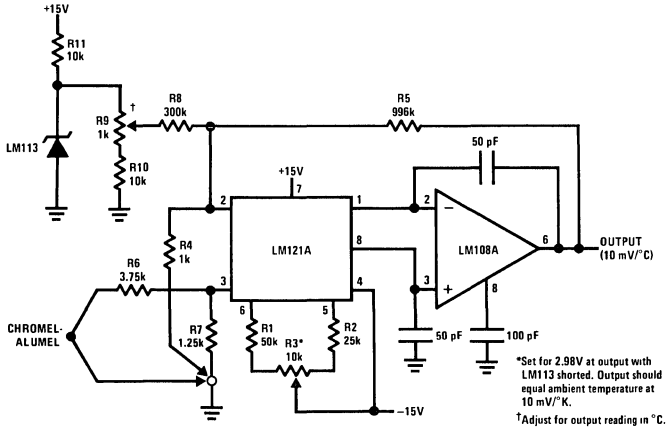 +15V
R11
10k
†
R9
1k
R8
300k
R5
996k
LM113
R10
10k
50 pF
+15V
7
2
1
2
−
6
OUTPUT
(10 mV/°C)
R4
1k
LM121A
8
LM108A
R6
3.75k
3
4
3
+
8
6
5
CHROMEL-
ALUMEL
R7
1.25k
R1
50k
R3*
10k
R2
25k
50 pF
100 pF
−15V
*Set for 2.98V at output with
LM113 shorted. Output should
equal ambient temperature at
10 mV/°K.
†Adjust for output reading in °C.